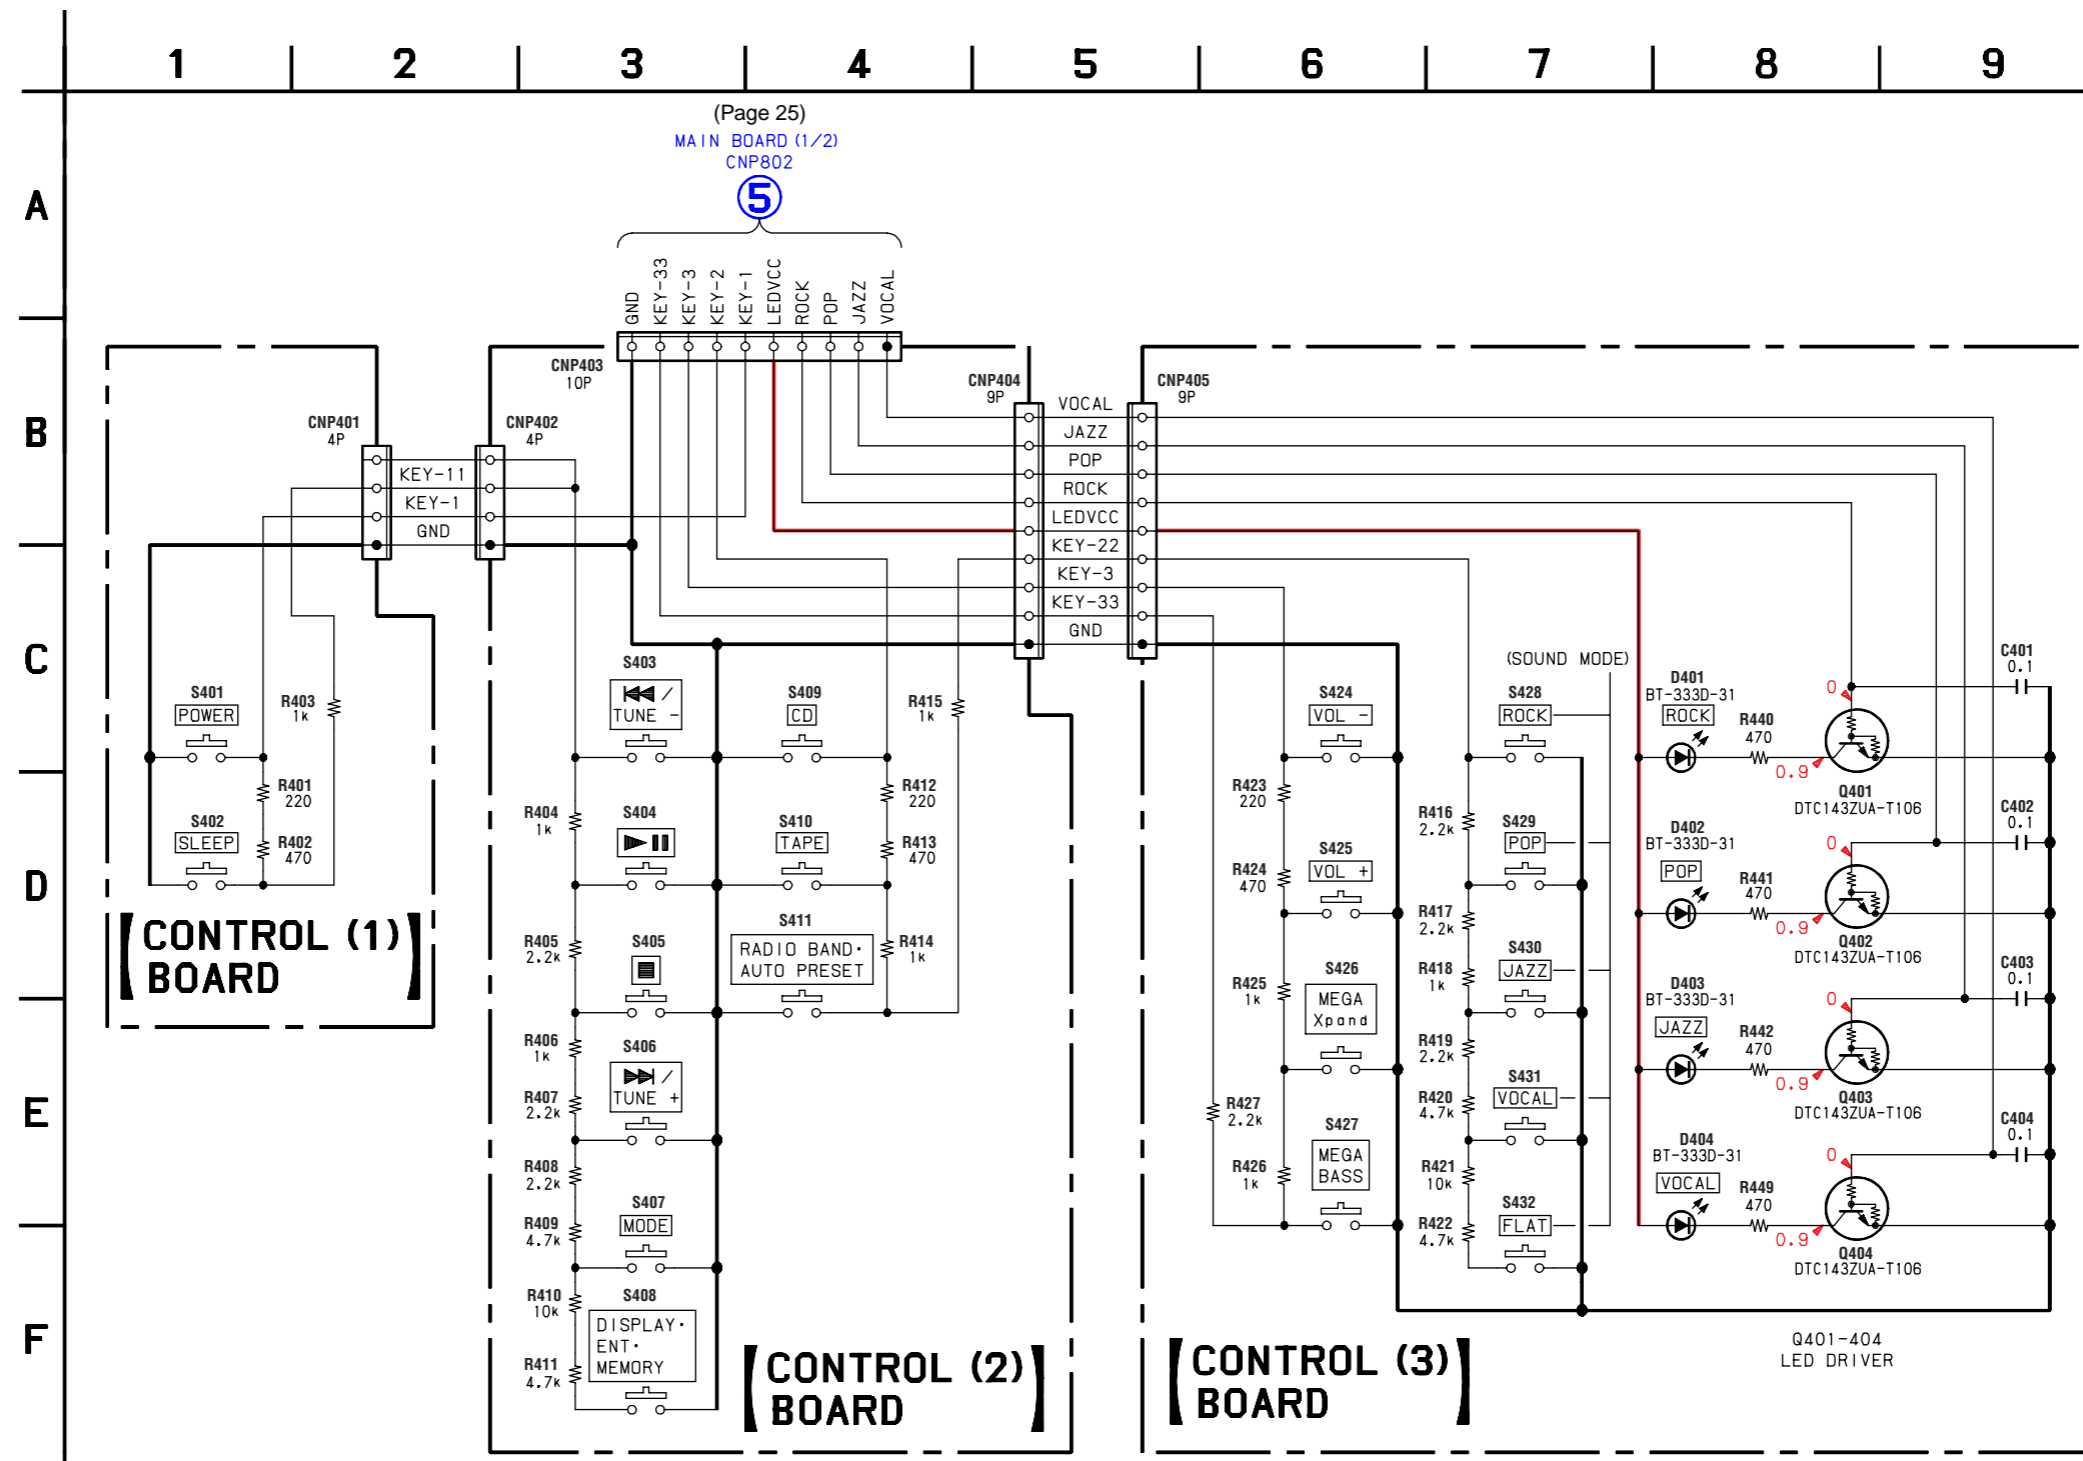 1 2 3 4 5 6 7 8 9
(Page 25)
MAIN BOARD (1/2)
CNP802
5
A
B
C
D
E
F
GND
KEY-33
KEY-3
KEY-2
KEY-1
LEDVCC
ROCK
POP
JAZZ
VOCAL
CNP403
10P
CNP401
4P
CNP402
4P
KEY-11
KEY-1
GND
CNP404
9P
CNP405
9P
VOCAL
JAZZ
POP
ROCK
LEDVCC
KEY-22
KEY-3
KEY-33
GND
S401
POWER
R403
1k
R401
220
S402
SLEEP
R402
470
CONTROL (1)
BOARD
S403
/
TUNE -
R404
1k
S404
R405
2.2k
S405
R406
1k
S406
/
TUNE +
R407
2.2k
R408
2.2k
S407
MODE
R409
4.7k
R410
10k
S408
DISPLAY·
ENT·
MEMORY
R411
4.7k
S409
CD
R415
1k
R412
220
S410
TAPE
R413
470
S411
RADIO BAND·
AUTO PRESET
R414
1k
CONTROL (2)
BOARD
S424
VOL -
R423
220
S425
VOL +
R424
470
S426
MEGA
Xpand
R425
1k
R427
2.2k
S427
MEGA
BASS
R426
1k
(SOUND MODE)
S428
ROCK
R416
2.2k
S429
POP
R417
2.2k
S430
JAZZ
R418
1k
R419
2.2k
S431
VOCAL
R420
4.7k
R421
10k
S432
FLAT
R422
4.7k
D401
BT-333D-31
ROCK
R440
470
0
0.9
Q401
DTC143ZUA-T106
C401
0.1
D402
BT-333D-31
POP
R441
470
0
0.9
Q402
DTC143ZUA-T106
C402
0.1
D403
BT-333D-31
JAZZ
R442
470
0
0.9
Q403
DTC143ZUA-T106
C403
0.1
D404
BT-333D-31
VOCAL
R449
470
0
0.9
Q404
DTC143ZUA-T106
C404
0.1
CONTROL (3)
BOARD
Q401-404
LED DRIVER